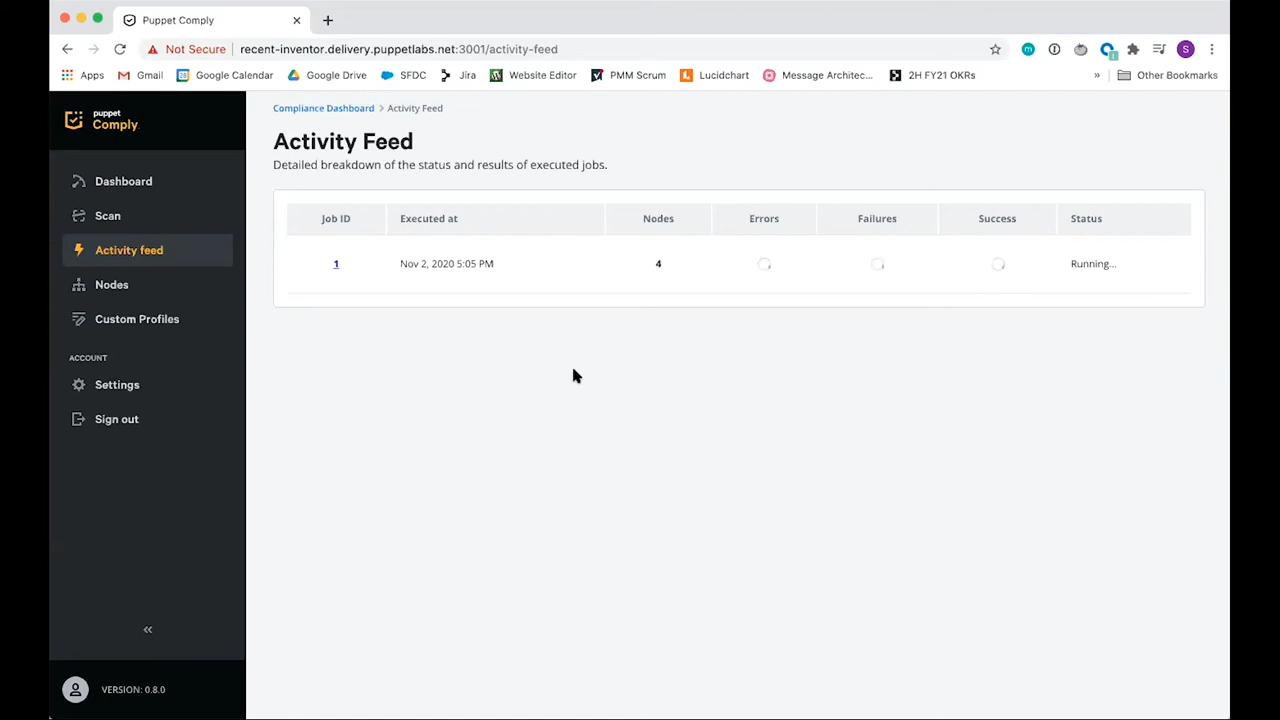 Puppet Comply
Not Secure
recent-inventor.delivery.puppetlabs.net:3001/activity-feed
S
Apps
Gmail
Google Calendar
Google Drive
SFDC
Jira
Website Editor
PMM Scrum
Lucidchart
Message Architec...
2H FY21 OKRs
»
Other Bookmarks
puppet
Comply.
Dashboard
Scan
Activity feed
Nodes
Custom Profiles
ACCOUNT
Settings
Sign out
«
VERSION: 0.8.0
Compliance Dashboard > Activity Feed
Activity Feed
Detailed breakdown of the status and results of executed jobs.
Job ID Executed at Nodes Errors Failures Success Status
1 Nov 2, 2020 5:05 PM 4 Running...